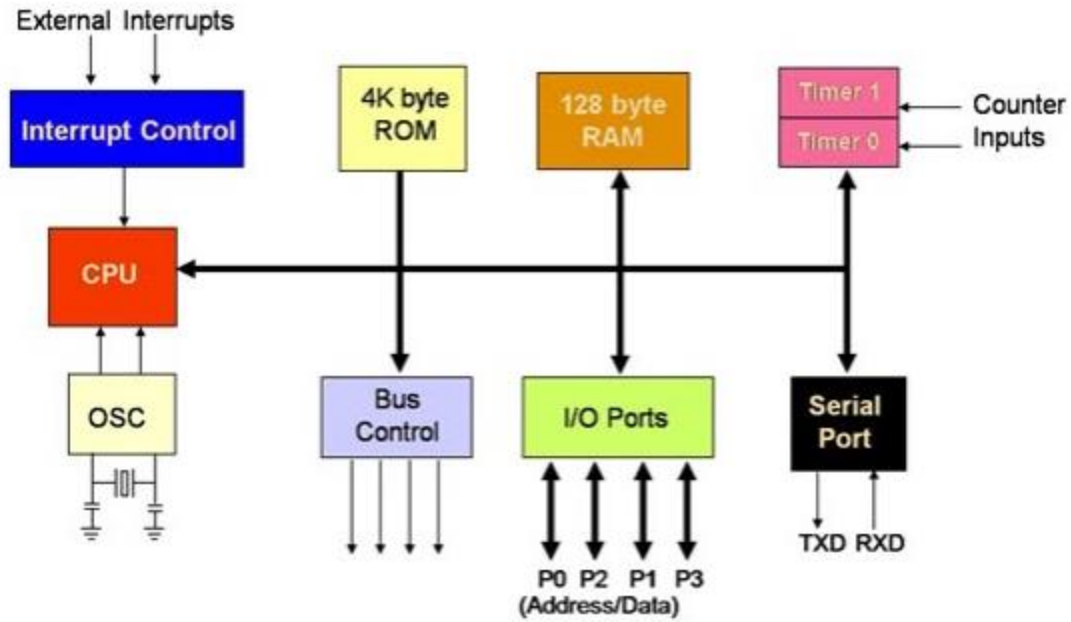 External Interrupts
Interrupt Control
4K byte
ROM
128 byte
RAM
Timer 1
Timer 0
Counter
Inputs
CPU
OSC
Bus
Control
I/O Ports
Serial
Port
TXD RXD
P0 P2 P1 P3
(Address/Data)